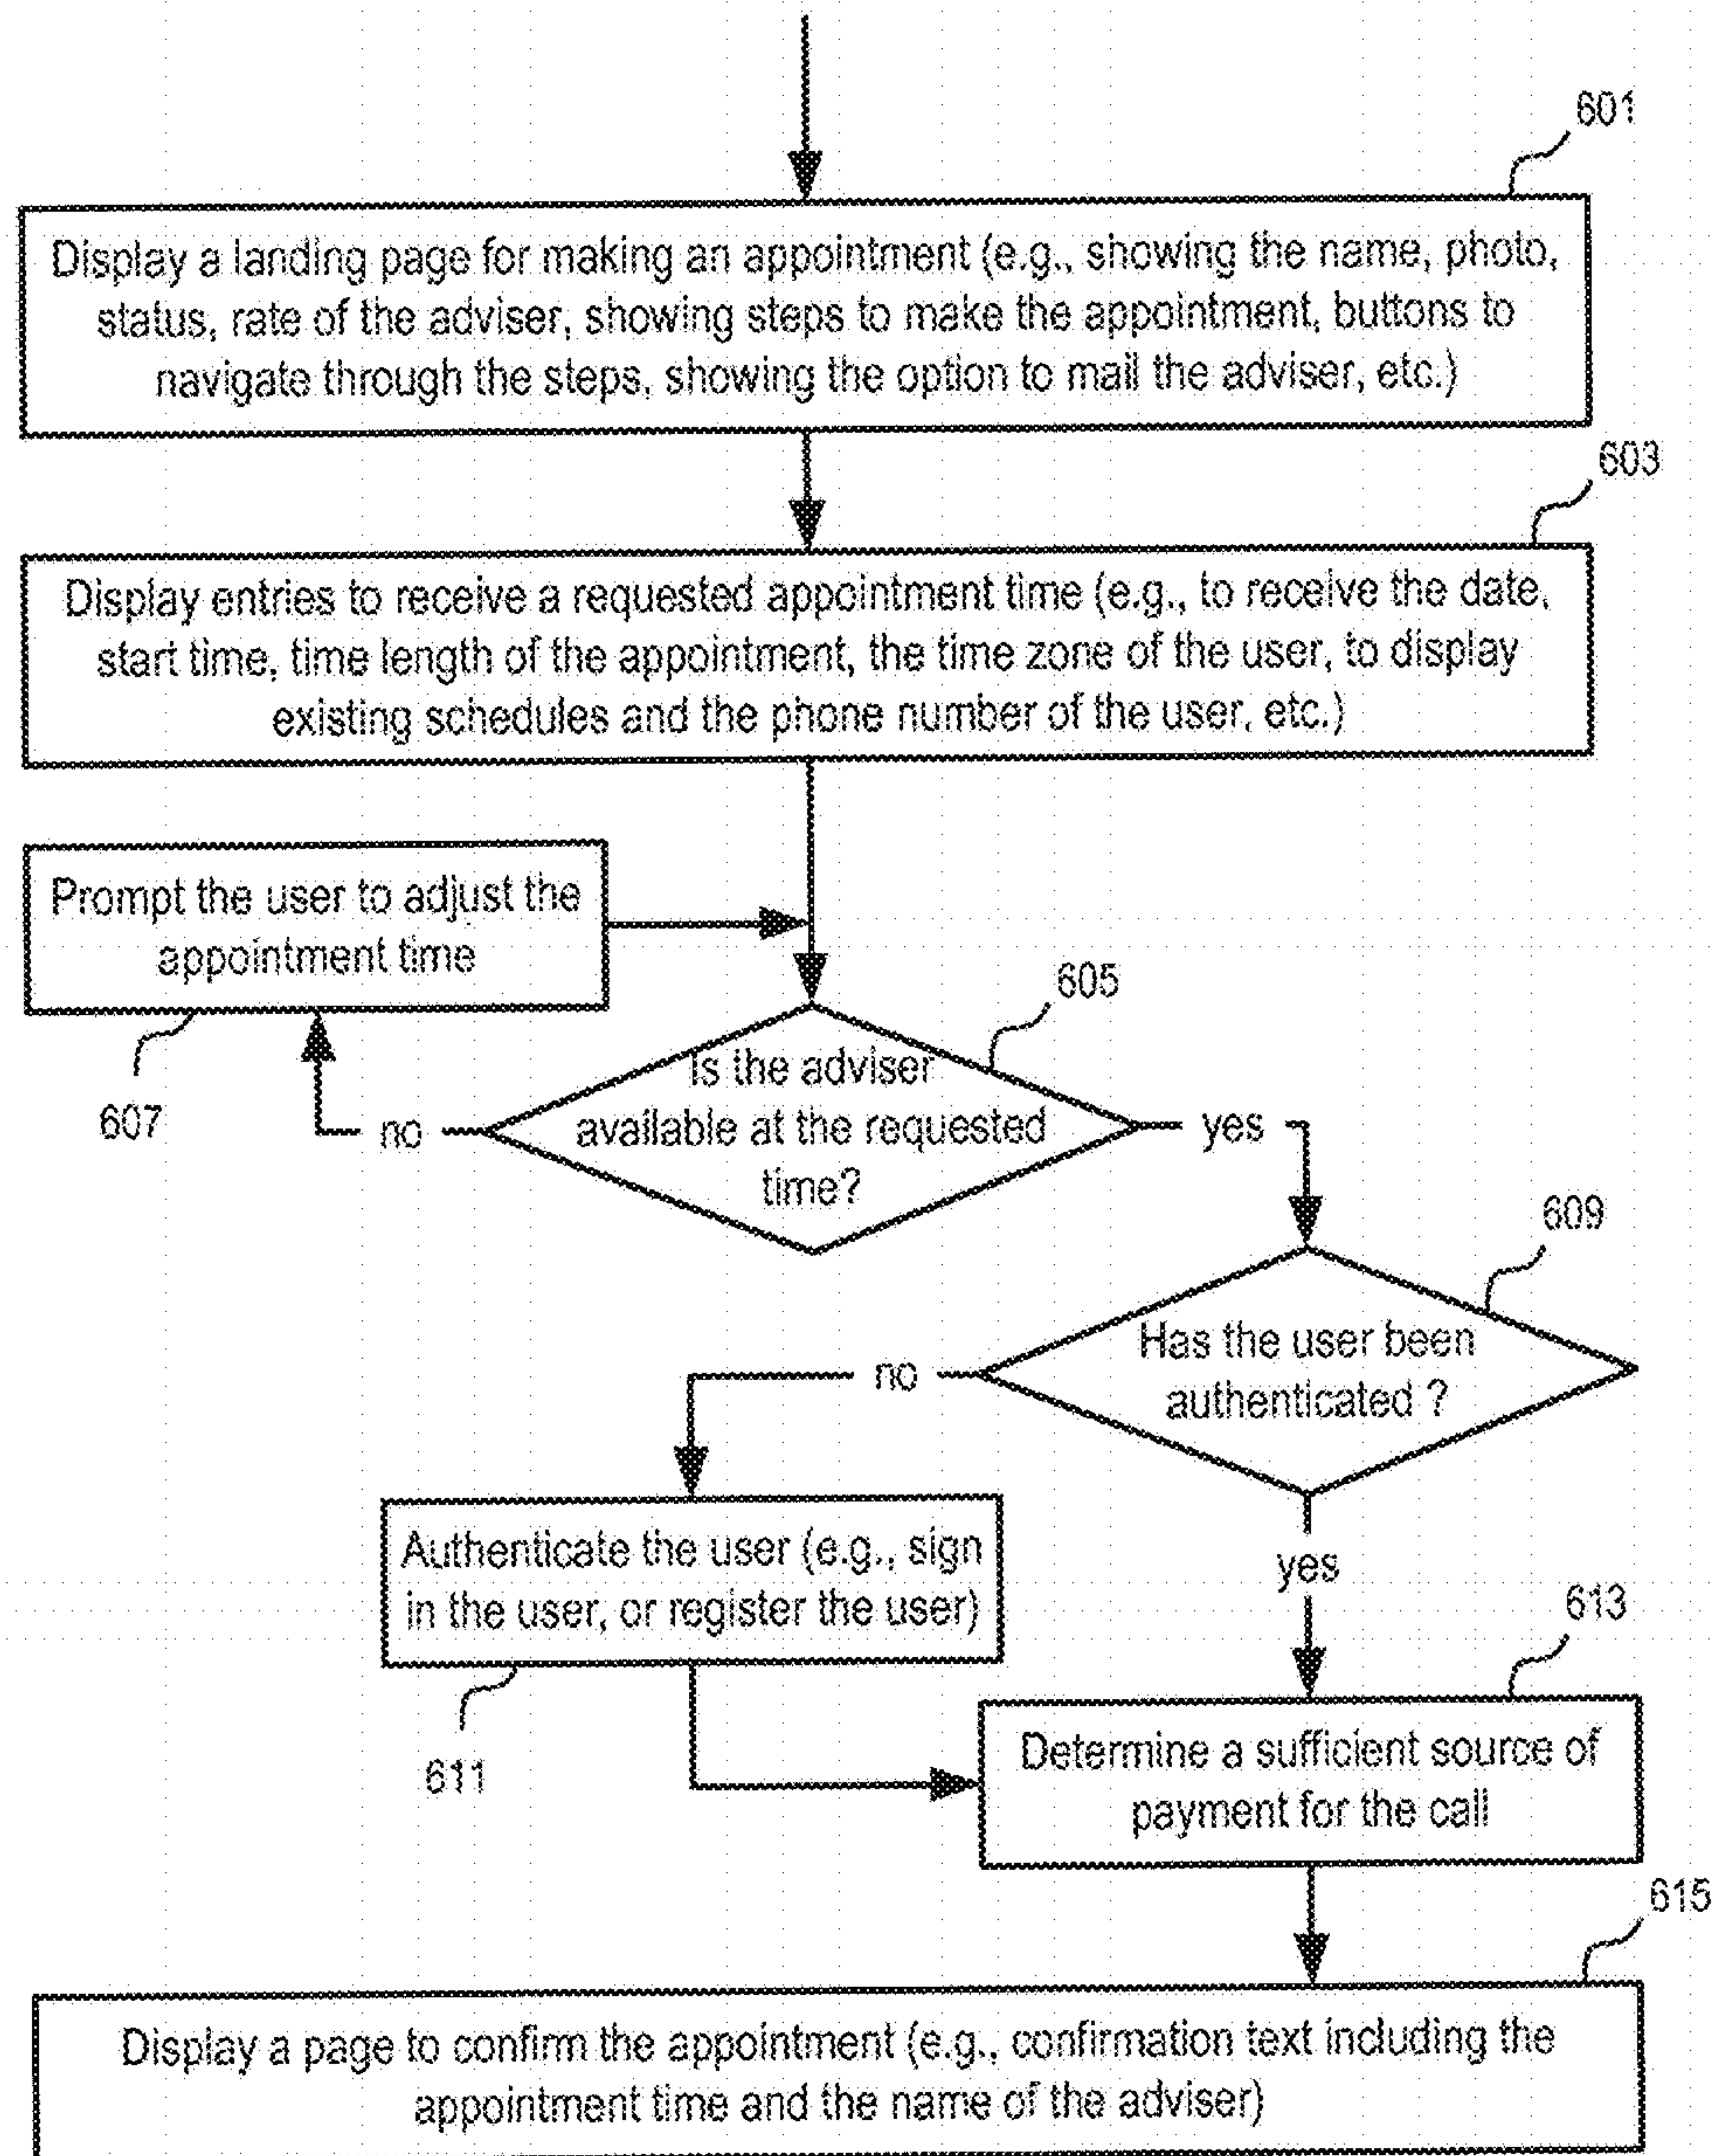 601
Display a landing page for making an appointment (e.g., showing the name, photo,
status, rate of the adviser, showing steps to make the appointment, buttons to
navigate through the steps, showing the option to mail the adviser, etc.)
603
Display entries to receive a requested appointment time (e.g., to receive the date,
start time, time length of the appointment, the time zone of the user, to display
existing schedules and the phone number of the user, etc.)
Prompt the user to adjust the
appointment time
607
605
Is the adviser
available at the requested
time?
no
yes
609
Has the user been
authenticated ?
no
yes
Authenticate the user (e.g., sign
in the user, or register the user)
611
613
Determine a sufficient source of
payment for the call
615
Display a page to confirm the appointment (e.g., confirmation text including the
appointment time and the name of the adviser)